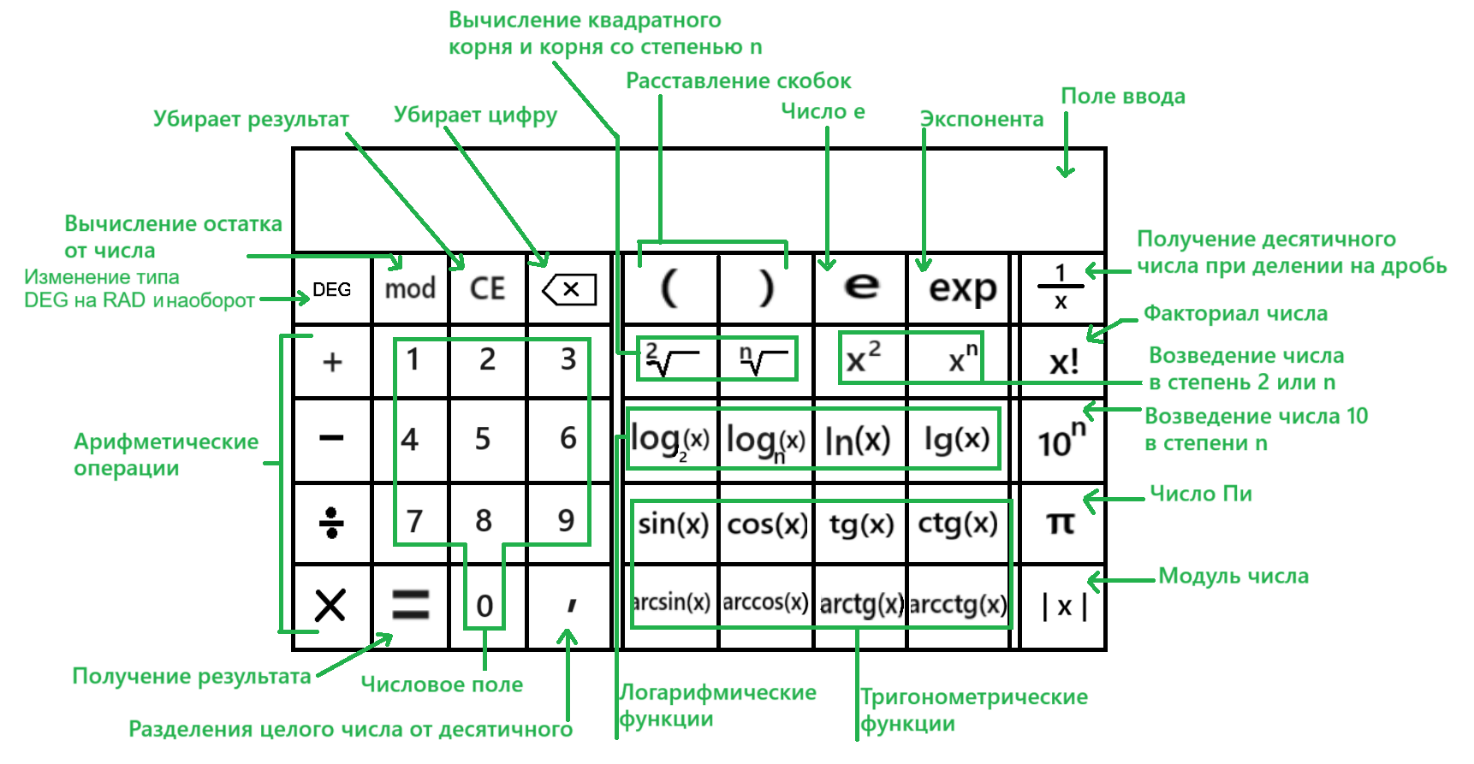 Вычисление квадратного
корня и корня со степенью n
Расставление скобок
Убирает результат
Убирает цифру
Число е
Экспонента
Поле ввода
Вычисление остатка
от числа
Изменение типа
DEG на RAD и наоборот
Получение десятичного
числа при делении на дробь
DEG mod CE × ( ) e exp 1/x
Факториал числа
+ 1 2 3 ²√ ⁿ√ x² xⁿ x!
Возведение числа
в степень 2 или n
Арифметические
операции
− 4 5 6 log₂(x) logₙ(x) ln(x) lg(x) 10ⁿ
Возведение числа 10
в степени n
÷ 7 8 9 sin(x) cos(x) tg(x) ctg(x) π
Число Пи
× = 0 , arcsin(x) arccos(x) arctg(x) arcctg(x) |x|
Модуль числа
Получение результата
Числовое поле
Разделения целого числа от десятичного
Логарифмические
функции
Тригонометрические
функции